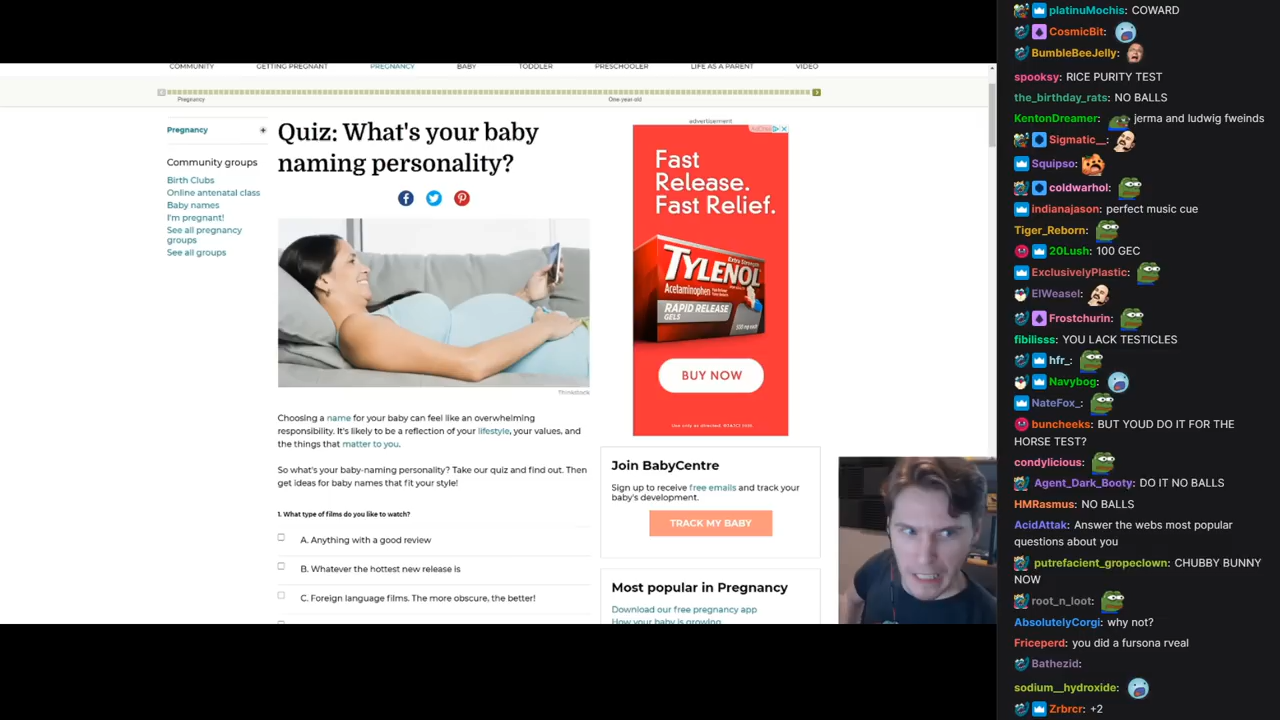 COMMUNITY GETTING PREGNANT PREGNANCY BABY TODDLER PRESCHOOLER LIFE AS A PARENT VIDEO
Pregnancy One year old
Pregnancy +
Community groups
Birth Clubs
Online antenatal class
Baby names
I'm pregnant!
See all pregnancy
groups
See all groups
Quiz: What's your baby
naming personality?
Thinkstock
Choosing a name for your baby can feel like an overwhelming
responsibility. It's likely to be a reflection of your lifestyle, your values, and
the things that matter to you.
So what's your baby-naming personality? Take our quiz and find out. Then
get ideas for baby names that fit your style!
1. What type of films do you like to watch?
A. Anything with a good review
B. Whatever the hottest new release is
C. Foreign language films. The more obscure, the better!
advertisement
Fast
Release.
Fast Relief.
Extra Strength
TYLENOL
Acetaminophen
RAPID RELEASE
GELS
BUY NOW
Join BabyCentre
Sign up to receive free emails and track your
baby's development.
TRACK MY BABY
Most popular in Pregnancy
Download our free pregnancy app
How your baby is growing
platinuMochis: COWARD
CosmicBit:
BumbleBeeJelly:
spooksy: RICE PURITY TEST
the_birthday_rats: NO BALLS
KentonDreamer: jerma and ludwig fweinds
Sigmatic__:
Squipso:
coldwarhol:
indianajason: perfect music cue
Tiger_Reborn:
20Lush: 100 GEC
ExclusivelyPlastic:
ElWeasel:
Frostchurin:
fibilisss: YOU LACK TESTICLES
hfr_:
Navybog:
NateFox_:
buncheeks: BUT YOUD DO IT FOR THE
HORSE TEST?
condylicious:
Agent_Dark_Booty: DO IT NO BALLS
HMRasmus: NO BALLS
AcidAttak: Answer the webs most popular
questions about you
putrefacient_gropeclown: CHUBBY BUNNY
NOW
root_n_loot:
AbsolutelyCorgi: why not?
Friceperd: you did a fursona rveal
Bathezid:
sodium__hydroxide:
Zrbrcr: +2